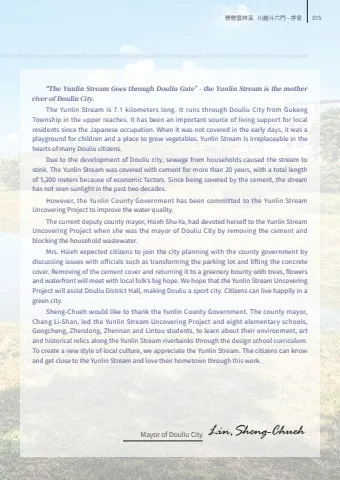 戀戀雲林溪 川越斗六門 - 序言 015
"The Yunlin Stream Goes through Douliu Gate" - the Yunlin Stream is the mother
river of Douliu City.
The Yunlin Stream is 7.1 kilometers long. It runs through Douliu City from Gukeng
Township in the upper reaches. It has been an important source of living support for local
residents since the Japanese occupation. When it was not covered in the early days, it was a
playground for children and a place to grow vegetables. Yunlin Stream is irreplaceable in the
hearts of many Douliu citizens.
Due to the development of Douliu city, sewage from households caused the stream to
stink. The Yunlin Stream was covered with cement for more than 20 years, with a total length
of 1,200 meters because of economic factors. Since being covered by the cement, the stream
has not seen sunlight in the past two decades.
However, the Yunlin County Government has been committed to the Yunlin Stream
Uncovering Project to improve the water quality.
The current deputy county mayor, Hsieh Shu-Ya, had devoted herself to the Yunlin Stream
Uncovering Project when she was the mayor of Douliu City by removing the cement and
blocking the household wastewater.
Mrs. Hsieh expected citizens to join the city planning with the county government by
discussing issues with officials such as transforming the parking lot and lifting the concrete
cover. Removing of the cement cover and returning it to a greenery bounty with trees, flowers
and waterfront will meet with local folk's big hope. We hope that the Yunlin Stream Uncovering
Project will assist Douliu District Hall, making Douliu a sport city. Citizens can live happily in a
green city.
Sheng-Chueh would like to thank the Yunlin County Government. The county mayor,
Chang Li-Shan, led the Yunlin Stream Uncovering Project and eight elementary schools,
Gongcheng, Zhendong, Zhennan and Lintou students, to learn about their environment, art
and historical relics along the Yunlin Stream riverbanks through the design school curriculum.
To create a new style of local culture, we appreciate the Yunlin Stream. The citizens can know
and get close to the Yunlin Stream and love their hometown through this work.
Mayor of Douliu City Lin, Sheng-Chueh